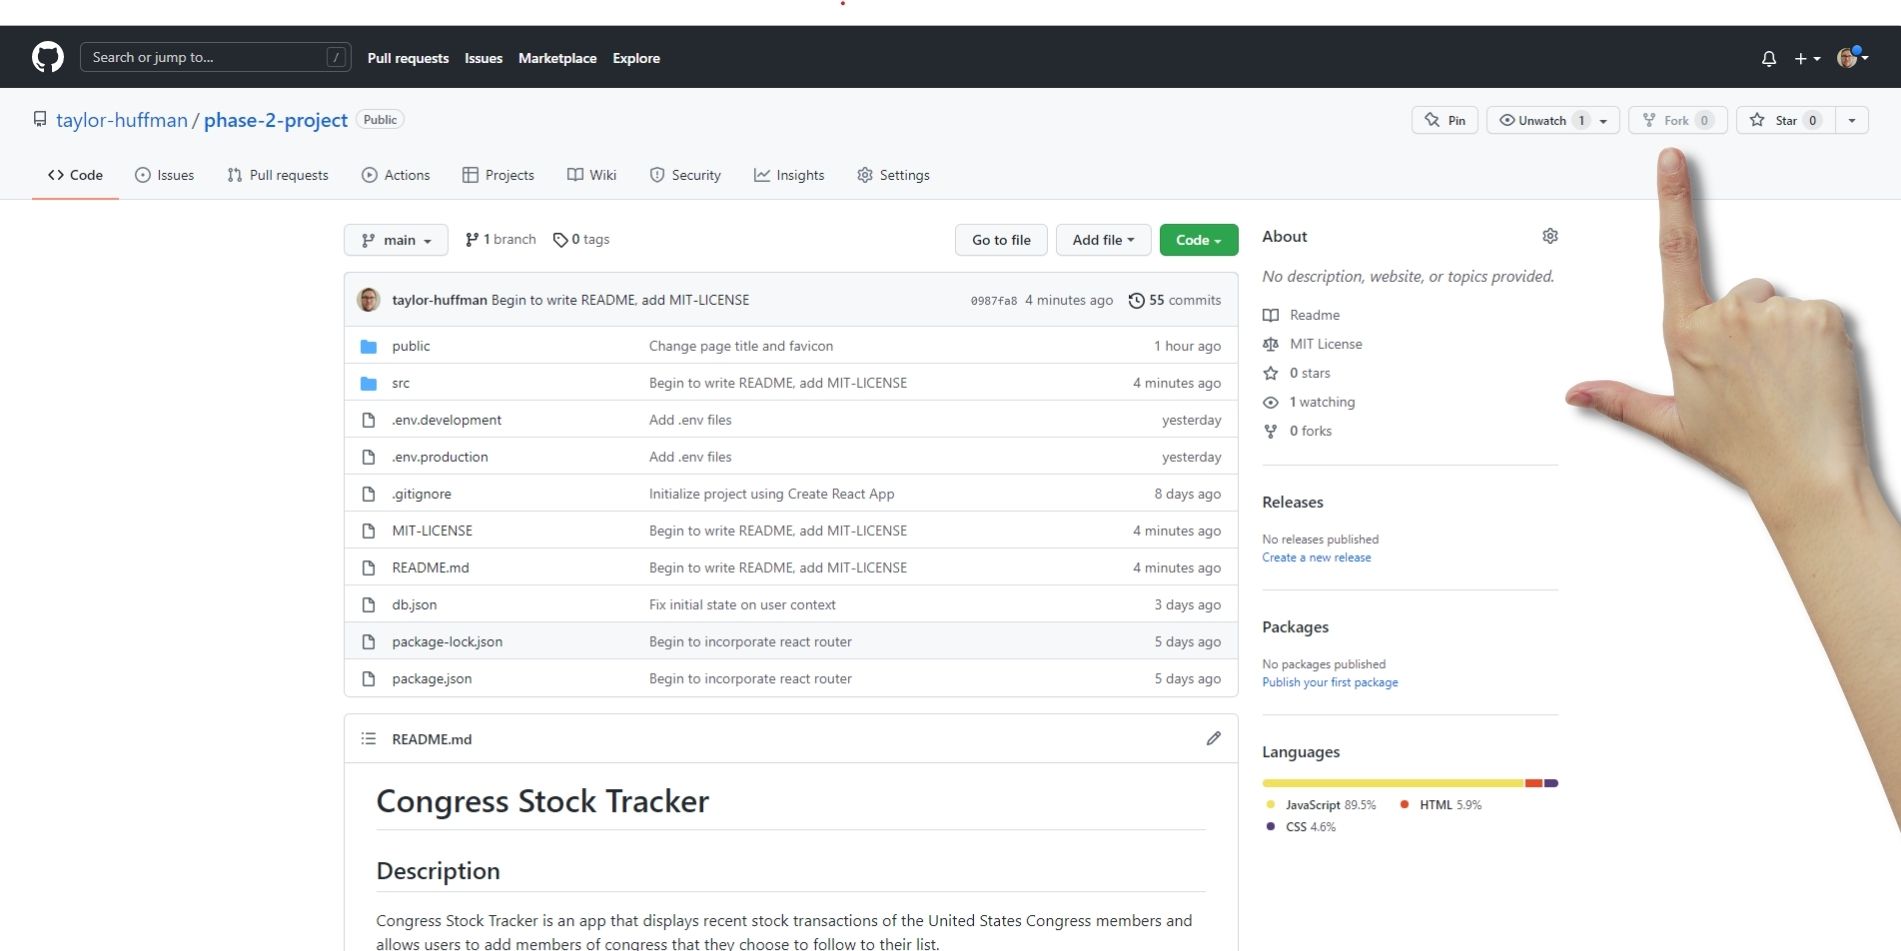 Search or jump to... / Pull requests Issues Marketplace Explore
taylor-huffman / phase-2-project Public Pin Unwatch 1 Fork 0 Star 0
Code Issues Pull requests Actions Projects Wiki Security Insights Settings
main 1 branch 0 tags Go to file Add file Code
taylor-huffman Begin to write README, add MIT-LICENSE 0987fa8 4 minutes ago 55 commits
public Change page title and favicon 1 hour ago
src Begin to write README, add MIT-LICENSE 4 minutes ago
.env.development Add .env files yesterday
.env.production Add .env files yesterday
.gitignore Initialize project using Create React App 8 days ago
MIT-LICENSE Begin to write README, add MIT-LICENSE 4 minutes ago
README.md Begin to write README, add MIT-LICENSE 4 minutes ago
db.json Fix initial state on user context 3 days ago
package-lock.json Begin to incorporate react router 5 days ago
package.json Begin to incorporate react router 5 days ago
README.md
Congress Stock Tracker
Description
Congress Stock Tracker is an app that displays recent stock transactions of the United States Congress members and
allows users to add members of congress that they choose to follow to their list.
About
No description, website, or topics provided.
Readme
MIT License
0 stars
1 watching
0 forks
Releases
No releases published
Create a new release
Packages
No packages published
Publish your first package
Languages
JavaScript 89.5% HTML 5.9%
CSS 4.6%